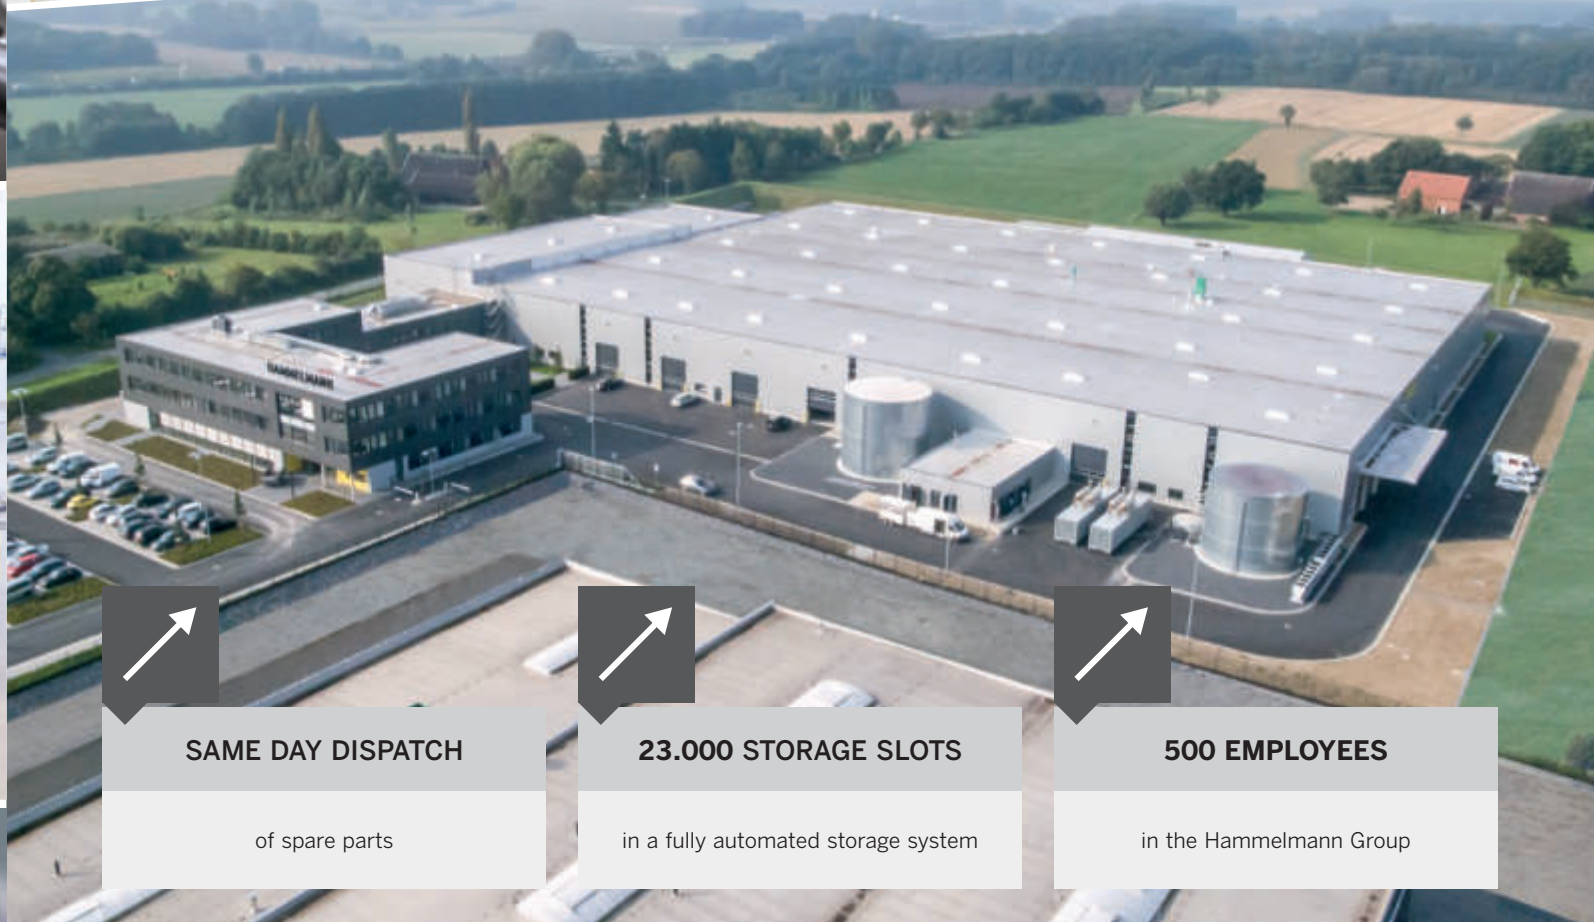 HAMMELMANN
SAME DAY DISPATCH
of spare parts
23.000 STORAGE SLOTS
in a fully automated storage system
500 EMPLOYEES
in the Hammelmann Group